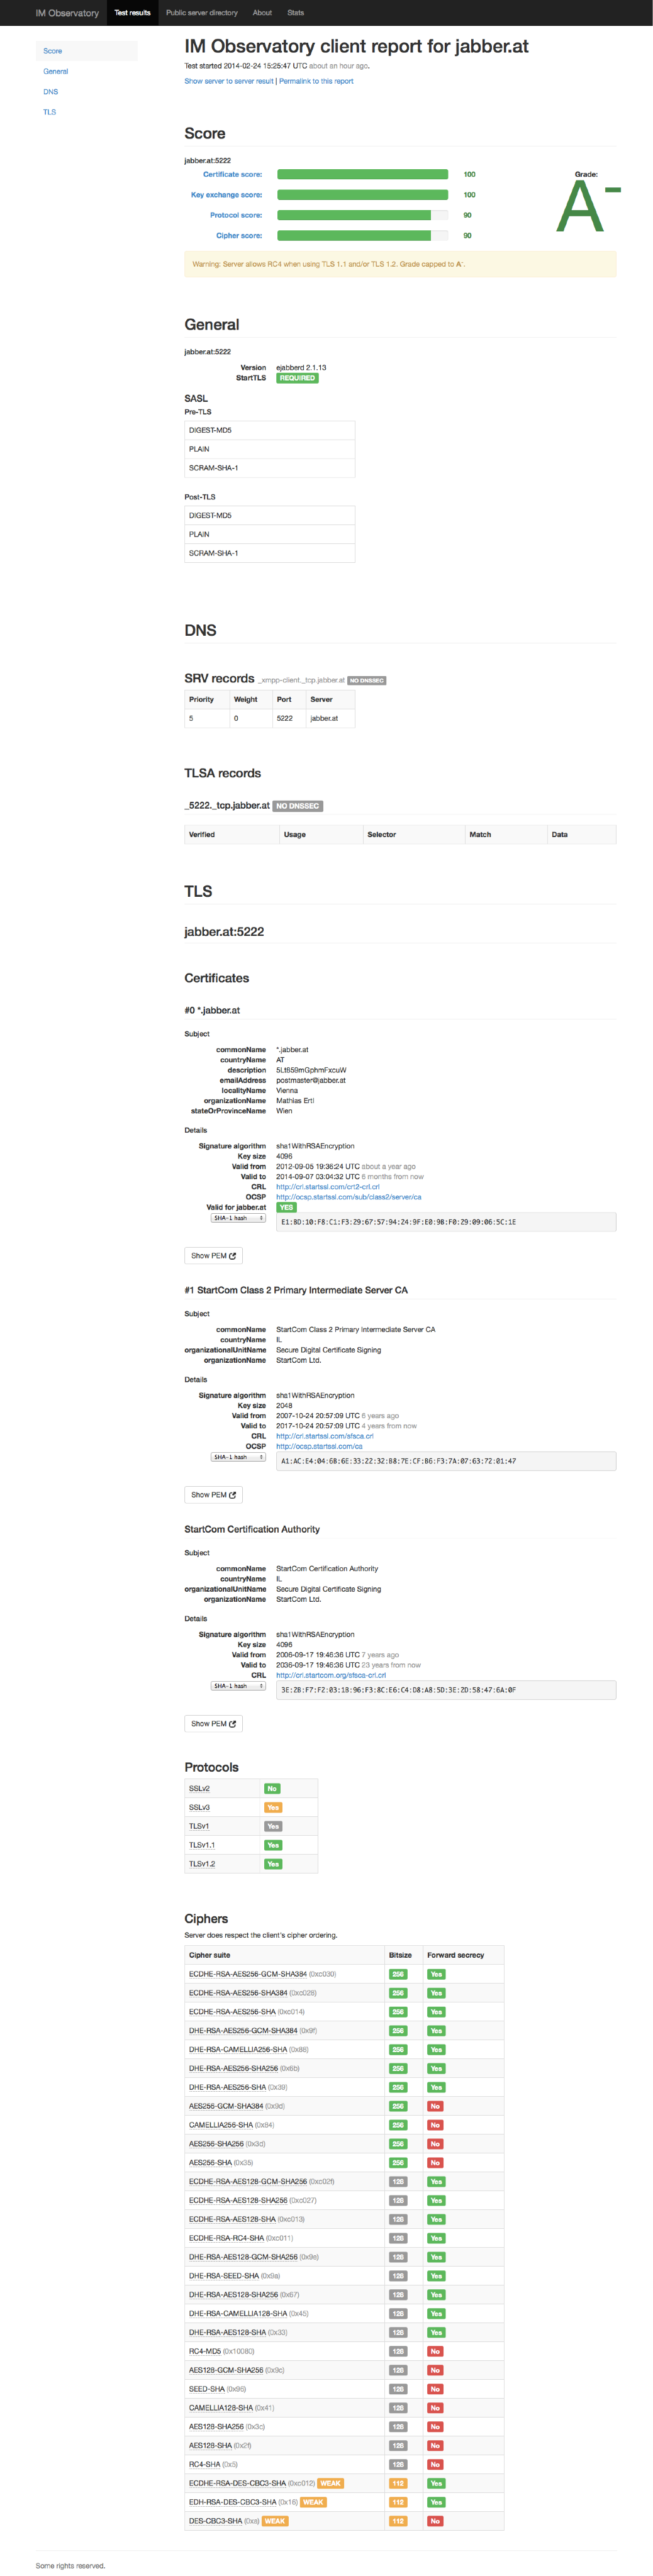 IM Observatory Test results Public server directory About Stats
Score
General
DNS
TLS
IM Observatory client report for jabber.at
Test started 2014-02-24 15:25:47 UTC about an hour ago.
Show server to server result | Permalink to this report
Score
jabber.at:5222
Certificate score: 100
Key exchange score: 100
Protocol score: 90
Cipher score: 90
Grade:
A-
Warning: Server allows RC4 when using TLS 1.1 and/or TLS 1.2. Grade capped to A-.
General
jabber.at:5222
Version ejabberd 2.1.13
StartTLS REQUIRED
SASL
Pre-TLS
DIGEST-MD5
PLAIN
SCRAM-SHA-1
Post-TLS
DIGEST-MD5
PLAIN
SCRAM-SHA-1
DNS
SRV records _xmpp-client._tcp.jabber.at NO DNSSEC
Priority Weight Port Server
5 0 5222 jabber.at
TLSA records
_5222._tcp.jabber.at NO DNSSEC
Verified Usage Selector Match Data
TLS
jabber.at:5222
Certificates
#0 *.jabber.at
Subject
commonName *.jabber.at
countryName AT
description 5Lt859mGphmFxcuW
emailAddress postmaster@jabber.at
localityName Vienna
organizationName Mathias Ertl
stateOrProvinceName Wien
Details
Signature algorithm sha1WithRSAEncryption
Key size 4096
Valid from 2012-09-05 19:36:24 UTC about a year ago
Valid to 2014-09-07 03:04:32 UTC 6 months from now
CRL http://crl.startssl.com/crt2-crl.crl
OCSP http://ocsp.startssl.com/sub/class2/server/ca
Valid for jabber.at YES
SHA-1 hash E1:8D:10:F8:C1:F3:29:67:57:94:24:9F:E0:9B:F0:29:09:06:5C:1E
Show PEM
#1 StartCom Class 2 Primary Intermediate Server CA
Subject
commonName StartCom Class 2 Primary Intermediate Server CA
countryName IL
organizationalUnitName Secure Digital Certificate Signing
organizationName StartCom Ltd.
Details
Signature algorithm sha1WithRSAEncryption
Key size 2048
Valid from 2007-10-24 20:57:09 UTC 6 years ago
Valid to 2017-10-24 20:57:09 UTC 4 years from now
CRL http://crl.startssl.com/sfsca.crl
OCSP http://ocsp.startssl.com/ca
SHA-1 hash A1:AC:E4:04:6B:6E:33:22:32:B8:7E:CF:B6:F3:7A:07:63:72:01:47
Show PEM
StartCom Certification Authority
Subject
commonName StartCom Certification Authority
countryName IL
organizationalUnitName Secure Digital Certificate Signing
organizationName StartCom Ltd.
Details
Signature algorithm sha1WithRSAEncryption
Key size 4096
Valid from 2006-09-17 19:46:36 UTC 7 years ago
Valid to 2036-09-17 19:46:36 UTC 23 years from now
CRL http://crl.startcom.org/sfsca-crl.crl
SHA-1 hash 3E:2B:F7:F2:03:1B:96:F3:8C:E6:C4:D8:A8:5D:3E:2D:58:47:6A:0F
Show PEM
Protocols
SSLv2 No
SSLv3 Yes
TLSv1 Yes
TLSv1.1 Yes
TLSv1.2 Yes
Ciphers
Server does respect the client's cipher ordering.
Cipher suite Bitsize Forward secrecy
ECDHE-RSA-AES256-GCM-SHA384 (0xc030) 256 Yes
ECDHE-RSA-AES256-SHA384 (0xc028) 256 Yes
ECDHE-RSA-AES256-SHA (0xc014) 256 Yes
DHE-RSA-AES256-GCM-SHA384 (0x9f) 256 Yes
DHE-RSA-CAMELLIA256-SHA (0x88) 256 Yes
DHE-RSA-AES256-SHA256 (0x6b) 256 Yes
DHE-RSA-AES256-SHA (0x39) 256 Yes
AES256-GCM-SHA384 (0x9d) 256 No
CAMELLIA256-SHA (0x84) 256 No
AES256-SHA256 (0x3d) 256 No
AES256-SHA (0x35) 256 No
ECDHE-RSA-AES128-GCM-SHA256 (0xc02f) 128 Yes
ECDHE-RSA-AES128-SHA256 (0xc027) 128 Yes
ECDHE-RSA-AES128-SHA (0xc013) 128 Yes
ECDHE-RSA-RC4-SHA (0xc011) 128 Yes
DHE-RSA-AES128-GCM-SHA256 (0x9e) 128 Yes
DHE-RSA-SEED-SHA (0x9a) 128 Yes
DHE-RSA-AES128-SHA256 (0x67) 128 Yes
DHE-RSA-CAMELLIA128-SHA (0x45) 128 Yes
DHE-RSA-AES128-SHA (0x33) 128 Yes
RC4-MD5 (0x10080) 128 No
AES128-GCM-SHA256 (0x9c) 128 No
SEED-SHA (0x96) 128 No
CAMELLIA128-SHA (0x41) 128 No
AES128-SHA256 (0x3c) 128 No
AES128-SHA (0x2f) 128 No
RC4-SHA (0x5) 128 No
ECDHE-RSA-DES-CBC3-SHA (0xc012) WEAK 112 Yes
EDH-RSA-DES-CBC3-SHA (0x16) WEAK 112 Yes
DES-CBC3-SHA (0xa) WEAK 112 No
Some rights reserved.